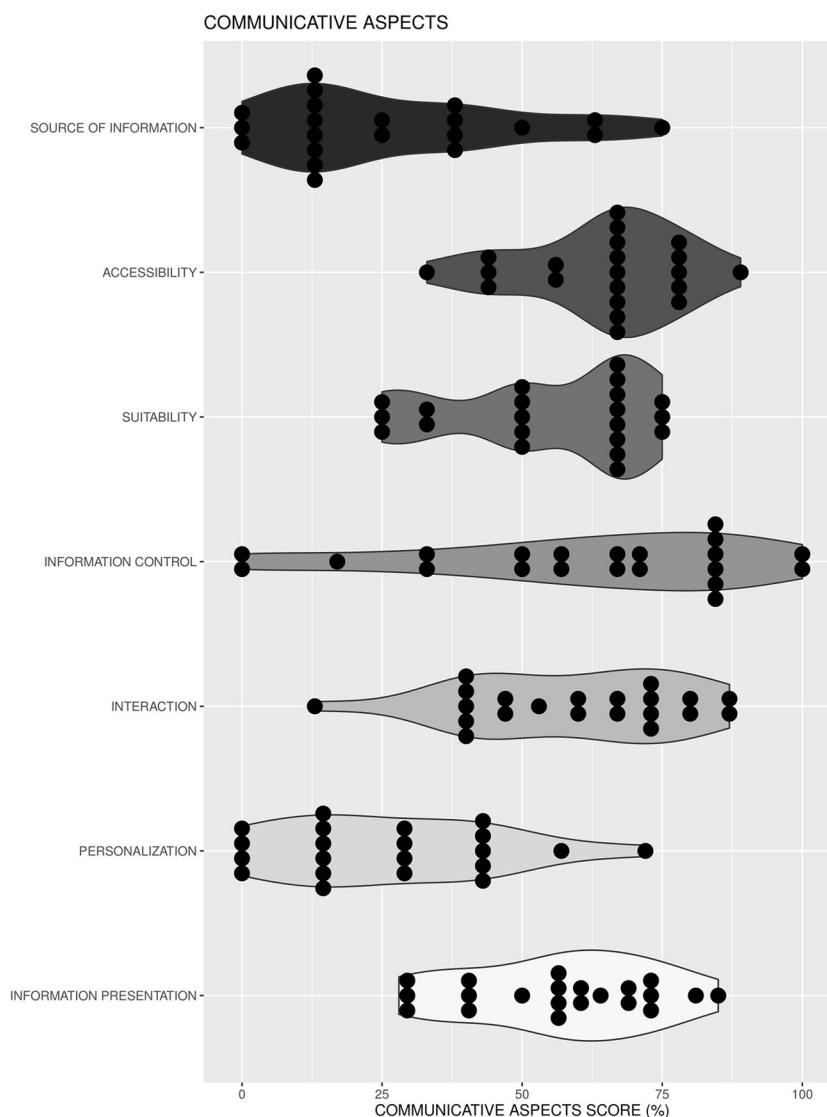 COMMUNICATIVE ASPECTS
SOURCE OF INFORMATION
ACCESSIBILITY
SUITABILITY
INFORMATION CONTROL
INTERACTION
PERSONALIZATION
INFORMATION PRESENTATION
0 25 50 75 100
COMMUNICATIVE ASPECTS SCORE (%)